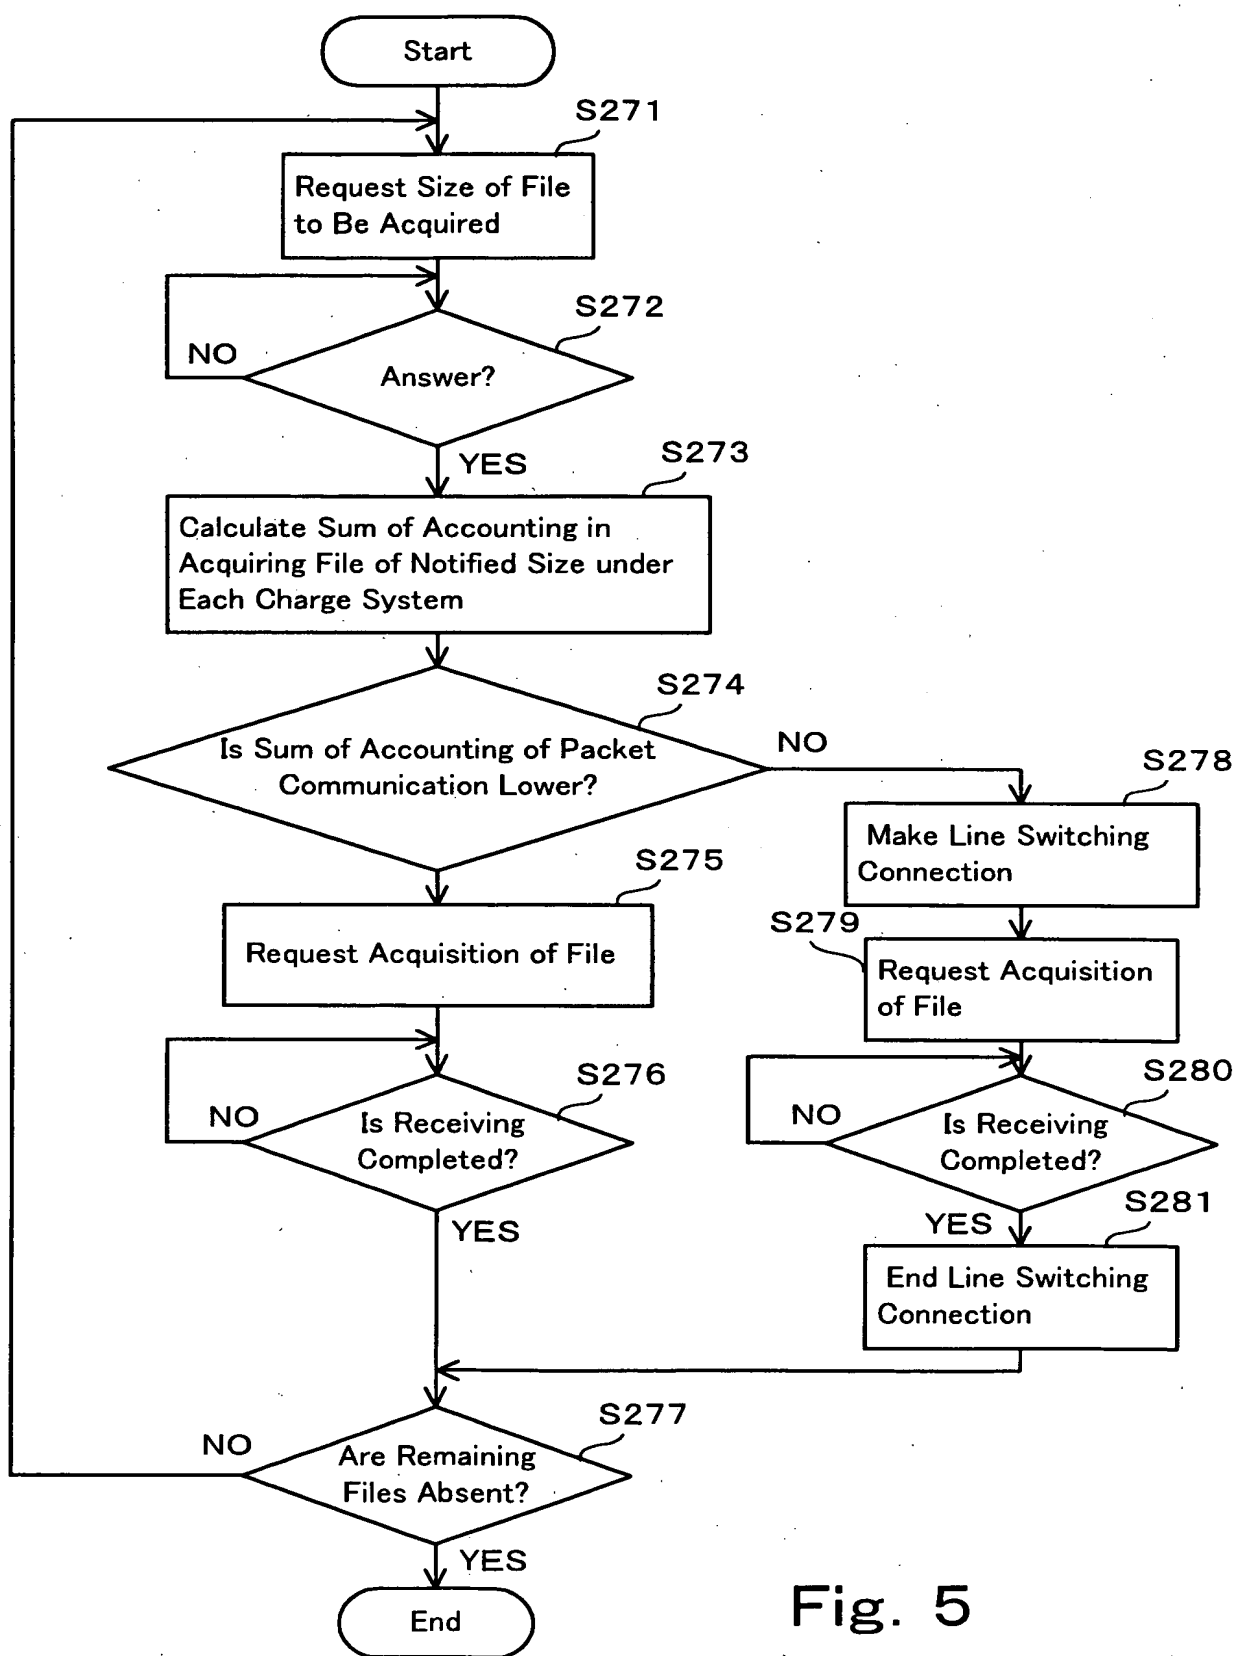 Start
S271
Request Size of File
to Be Acquired
S272
NO
Answer?
YES
S273
Calculate Sum of Accounting in
Acquiring File of Notified Size under
Each Charge System
S274
Is Sum of Accounting of Packet
Communication Lower?
NO
S278
Make Line Switching
Connection
S275
Request Acquisition of File
S279
Request Acquisition
of File
S276
NO
Is Receiving
Completed?
YES
S280
NO
Is Receiving
Completed?
YES
S281
End Line Switching
Connection
S277
NO
Are Remaining
Files Absent?
YES
End
Fig. 5